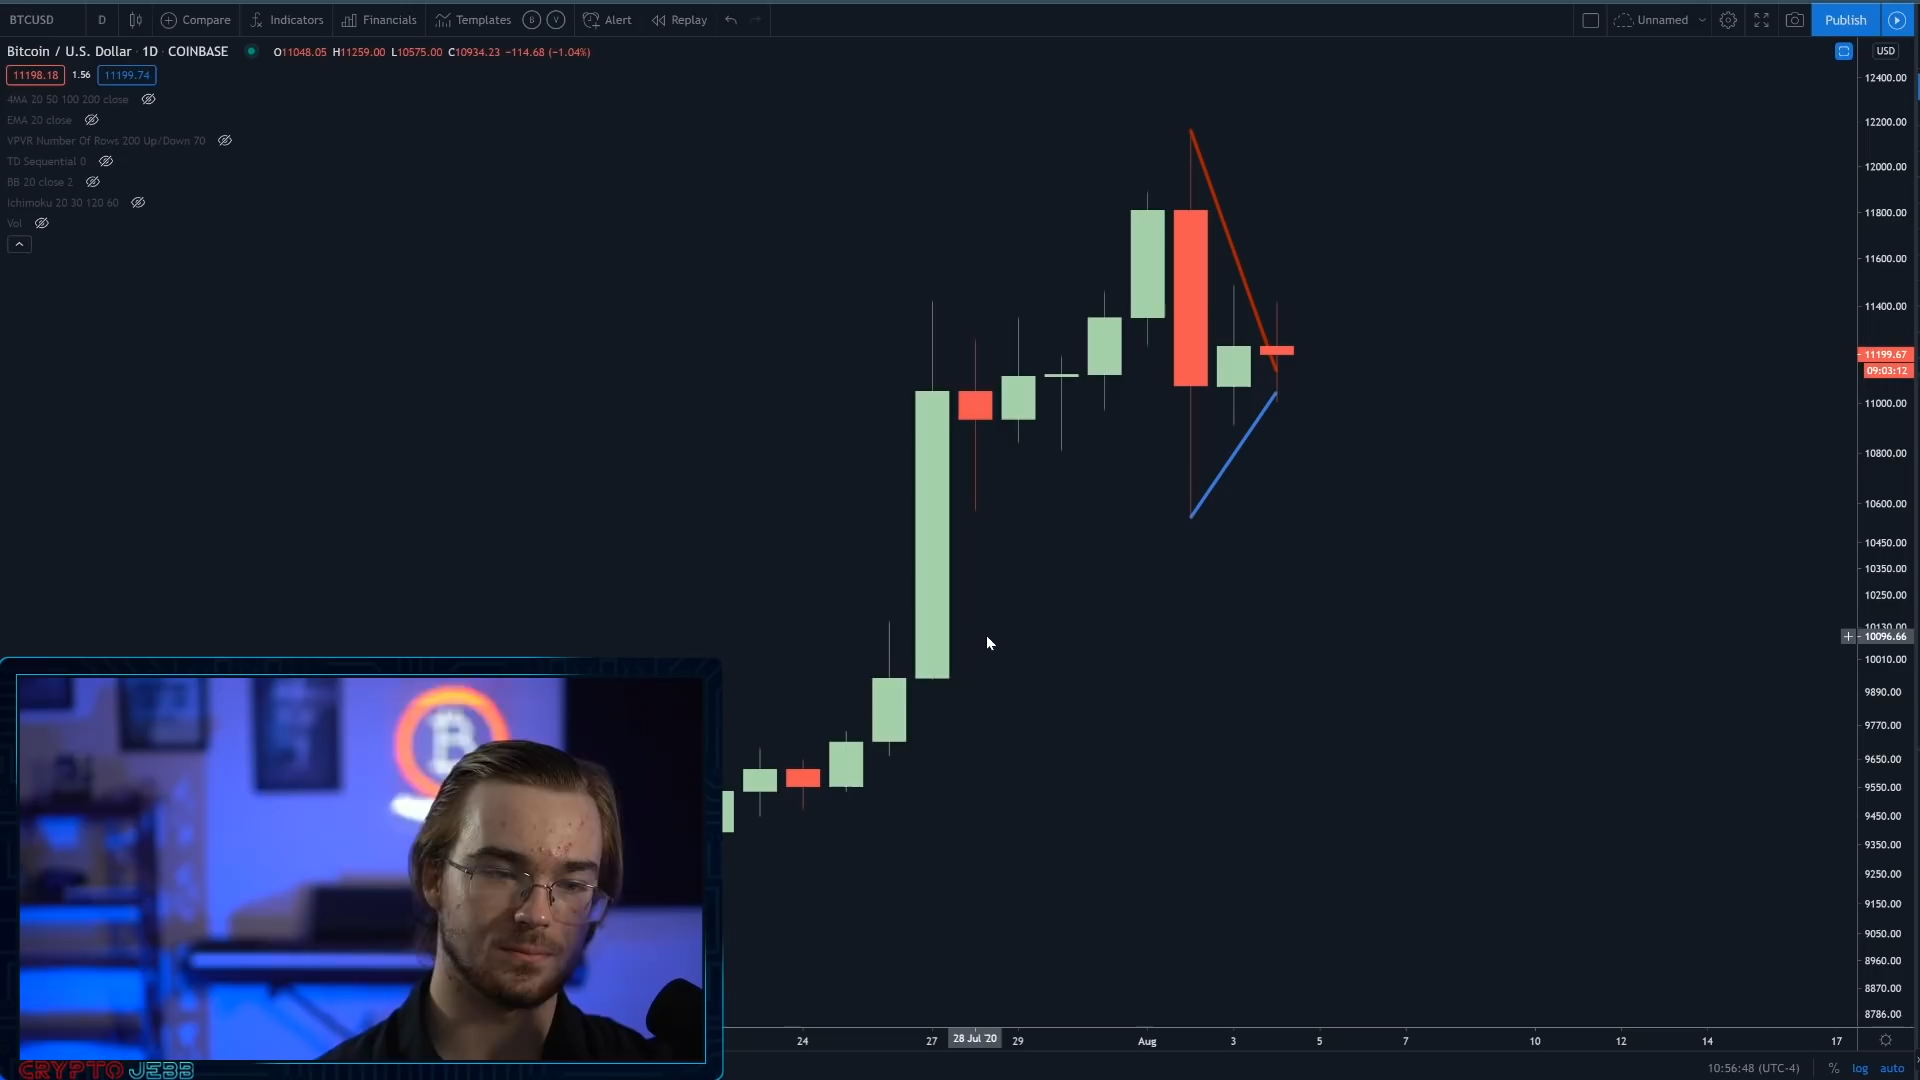 BTCUSD D Compare Indicators Financials Templates B V Alert Replay Unnamed Publish
Bitcoin / U.S. Dollar · 1D · COINBASE O11048.05 H11259.00 L10575.00 C10934.23 −114.68 (−1.04%) USD
11198.18 1.56 11199.74
4MA 20 50 100 200 close
EMA 20 close
VPVR Number Of Rows 200 Up/Down 70
TD Sequential 0
BB 20 close 2
Ichimoku 20 30 120 60
Vol
12400.00
12200.00
12000.00
11800.00
11600.00
11400.00
11199.67
09:03:12
11000.00
10800.00
10600.00
10450.00
10350.00
10250.00
10130.00
10096.66
10010.00
9890.00
9770.00
9650.00
9550.00
9450.00
9350.00
9250.00
9150.00
9050.00
8960.00
8870.00
8786.00
24 27 28 Jul '20 29 Aug 3 5 7 10 12 14 17
10:56:48 (UTC-4) % log auto
CRYPTO JEBB